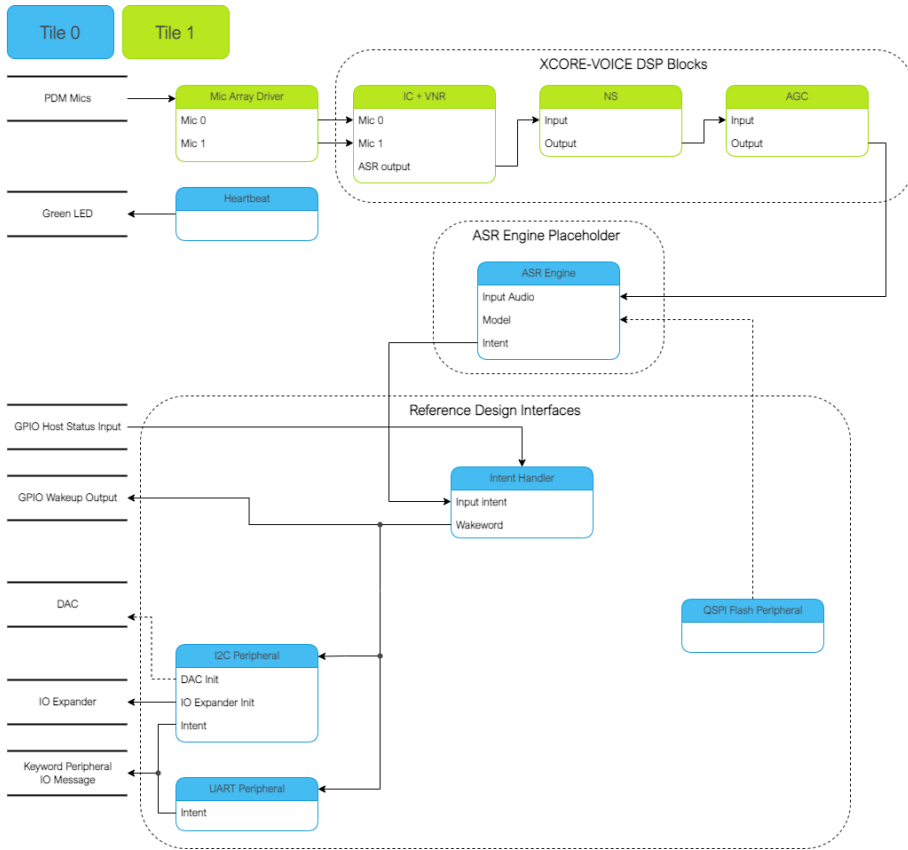 Tile 0
Tile 1
XCORE-VOICE DSP Blocks
PDM Mics
Mic Array Driver
Mic 0
Mic 1
IC + VNR
Mic 0
Mic 1
ASR output
NS
Input
Output
AGC
Input
Output
Green LED
Heartbeat
ASR Engine Placeholder
ASR Engine
Input Audio
Model
Intent
Reference Design Interfaces
GPIO Host Status Input
Intent Handler
Input intent
Wakeword
GPIO Wakeup Output
DAC
QSPI Flash Peripheral
I2C Peripheral
DAC Init
IO Expander Init
Intent
IO Expander
Keyword Peripheral
IO Message
UART Peripheral
Intent